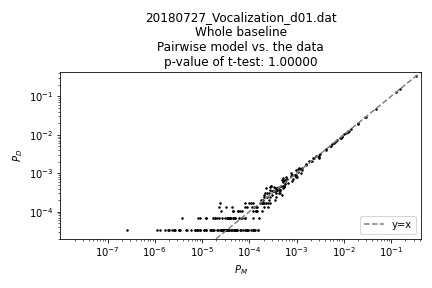 20180727_Vocalization_d01.dat
Whole baseline
Pairwise model vs. the data
p-value of t-test: 1.00000
10⁻¹
10⁻²
10⁻³
10⁻⁴
P_D
y=x
10⁻⁷ 10⁻⁶ 10⁻⁵ 10⁻⁴ 10⁻³ 10⁻² 10⁻¹
P_M